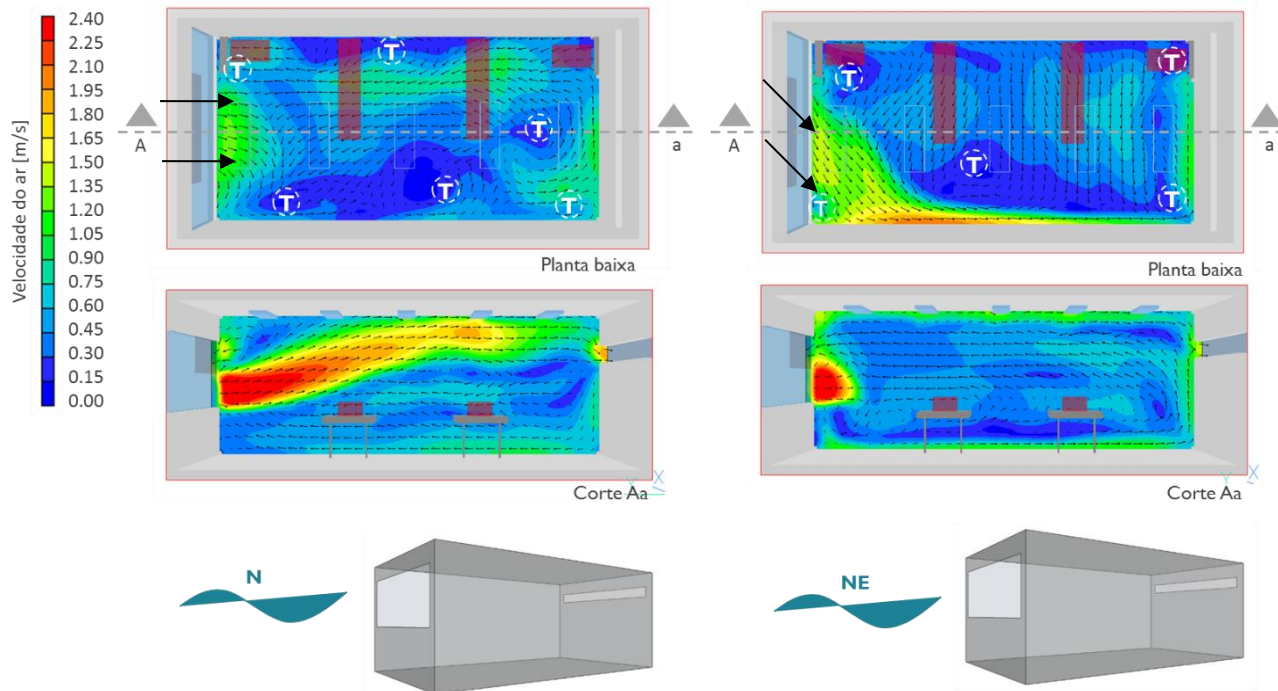 Velocidade do ar [m/s]
2.40
2.25
2.10
1.95
1.80
1.65
1.50
1.35
1.20
1.05
0.90
0.75
0.60
0.45
0.30
0.15
0.00
T
T
T
T
T
T
A
a
Planta baixa
T
T
T
T
T
A
a
Planta baixa
X
Y
Corte Aa
X
Y
Corte Aa
N
NE